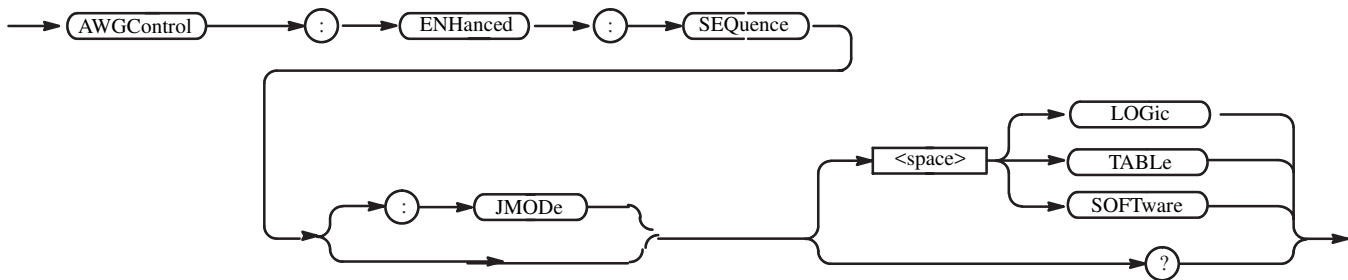 AWGControl : ENHanced : SEQuence
<space> LOGic
TABLe
: JMODe SOFTware
?